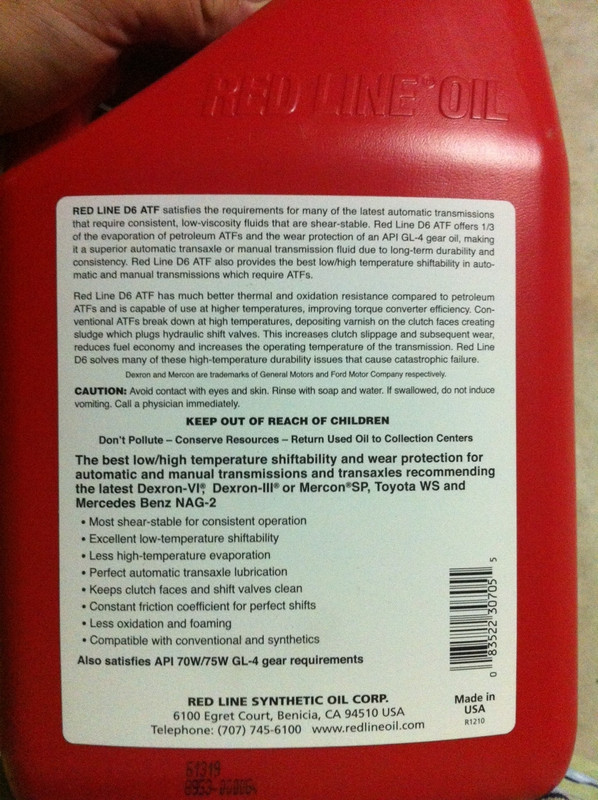 RED LINE® OIL
RED LINE D6 ATF satisfies the requirements for many of the latest automatic transmissions
that require consistent, low-viscosity fluids that are shear-stable. Red Line D6 ATF offers 1/3
of the evaporation of petroleum ATFs and the wear protection of an API GL-4 gear oil, making
it a superior automatic transaxle or manual transmission fluid due to long-term durability and
consistency. Red Line D6 ATF also provides the best low/high temperature shiftability in auto-
matic and manual transmissions which require ATFs.
Red Line D6 ATF has much better thermal and oxidation resistance compared to petroleum
ATFs and is capable of use at higher temperatures, improving torque converter efficiency. Con-
ventional ATFs break down at high temperatures, depositing varnish on the clutch faces creating
sludge which plugs hydraulic shift valves. This increases clutch slippage and subsequent wear,
reduces fuel economy and increases the operating temperature of the transmission. Red Line
D6 solves many of these high-temperature durability issues that cause catastrophic failure.
Dexron and Mercon are trademarks of General Motors and Ford Motor Company respectively.
CAUTION: Avoid contact with eyes and skin. Rinse with soap and water. If swallowed, do not induce
vomiting. Call a physician immediately.
KEEP OUT OF REACH OF CHILDREN
Don't Pollute – Conserve Resources – Return Used Oil to Collection Centers
The best low/high temperature shiftability and wear protection for
automatic and manual transmissions and transaxles recommending
the latest Dexron-VI®, Dexron-III® or Mercon®SP, Toyota WS and
Mercedes Benz NAG-2
• Most shear-stable for consistent operation
• Excellent low-temperature shiftability
• Less high-temperature evaporation
• Perfect automatic transaxle lubrication
• Keeps clutch faces and shift valves clean
• Constant friction coefficient for perfect shifts
• Less oxidation and foaming
• Compatible with conventional and synthetics
Also satisfies API 70W/75W GL-4 gear requirements
0 83522 30705 5
RED LINE SYNTHETIC OIL CORP.
6100 Egret Court, Benicia, CA 94510 USA
Telephone: (707) 745-6100 www.redlineoil.com
Made in
USA
R1210